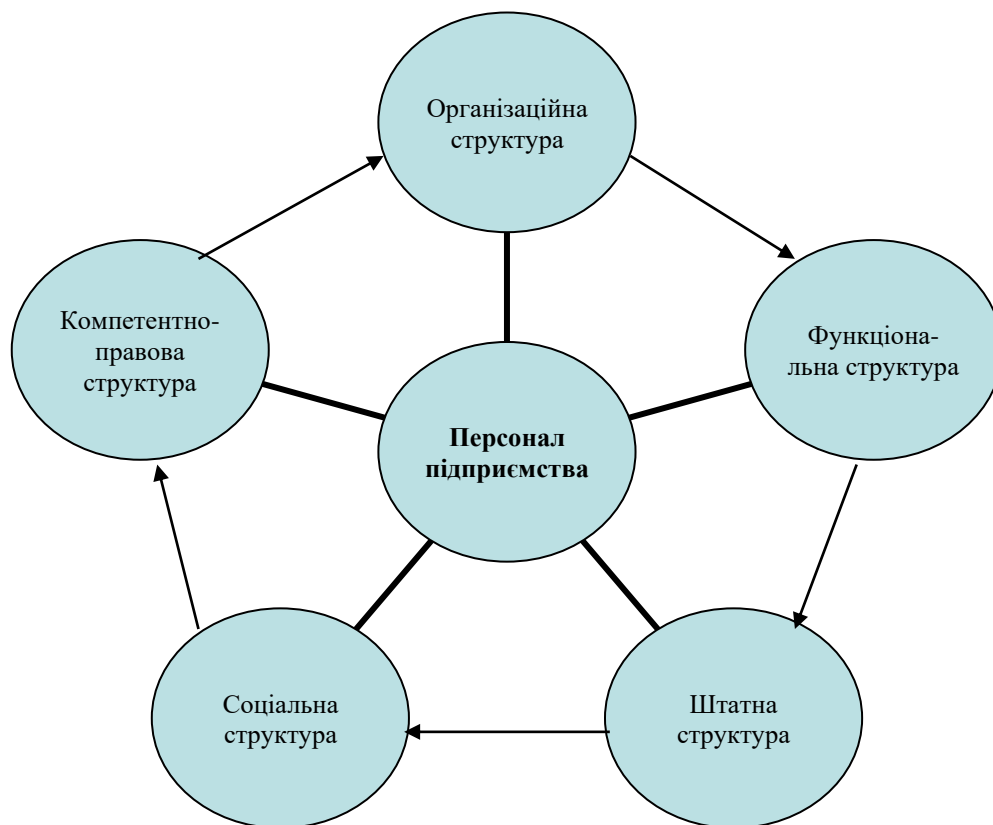 Організаційна
структура
Компетентно-
правова
структура
Функціона-
льна структура
Персонал
підприємства
Соціальна
структура
Штатна
структура